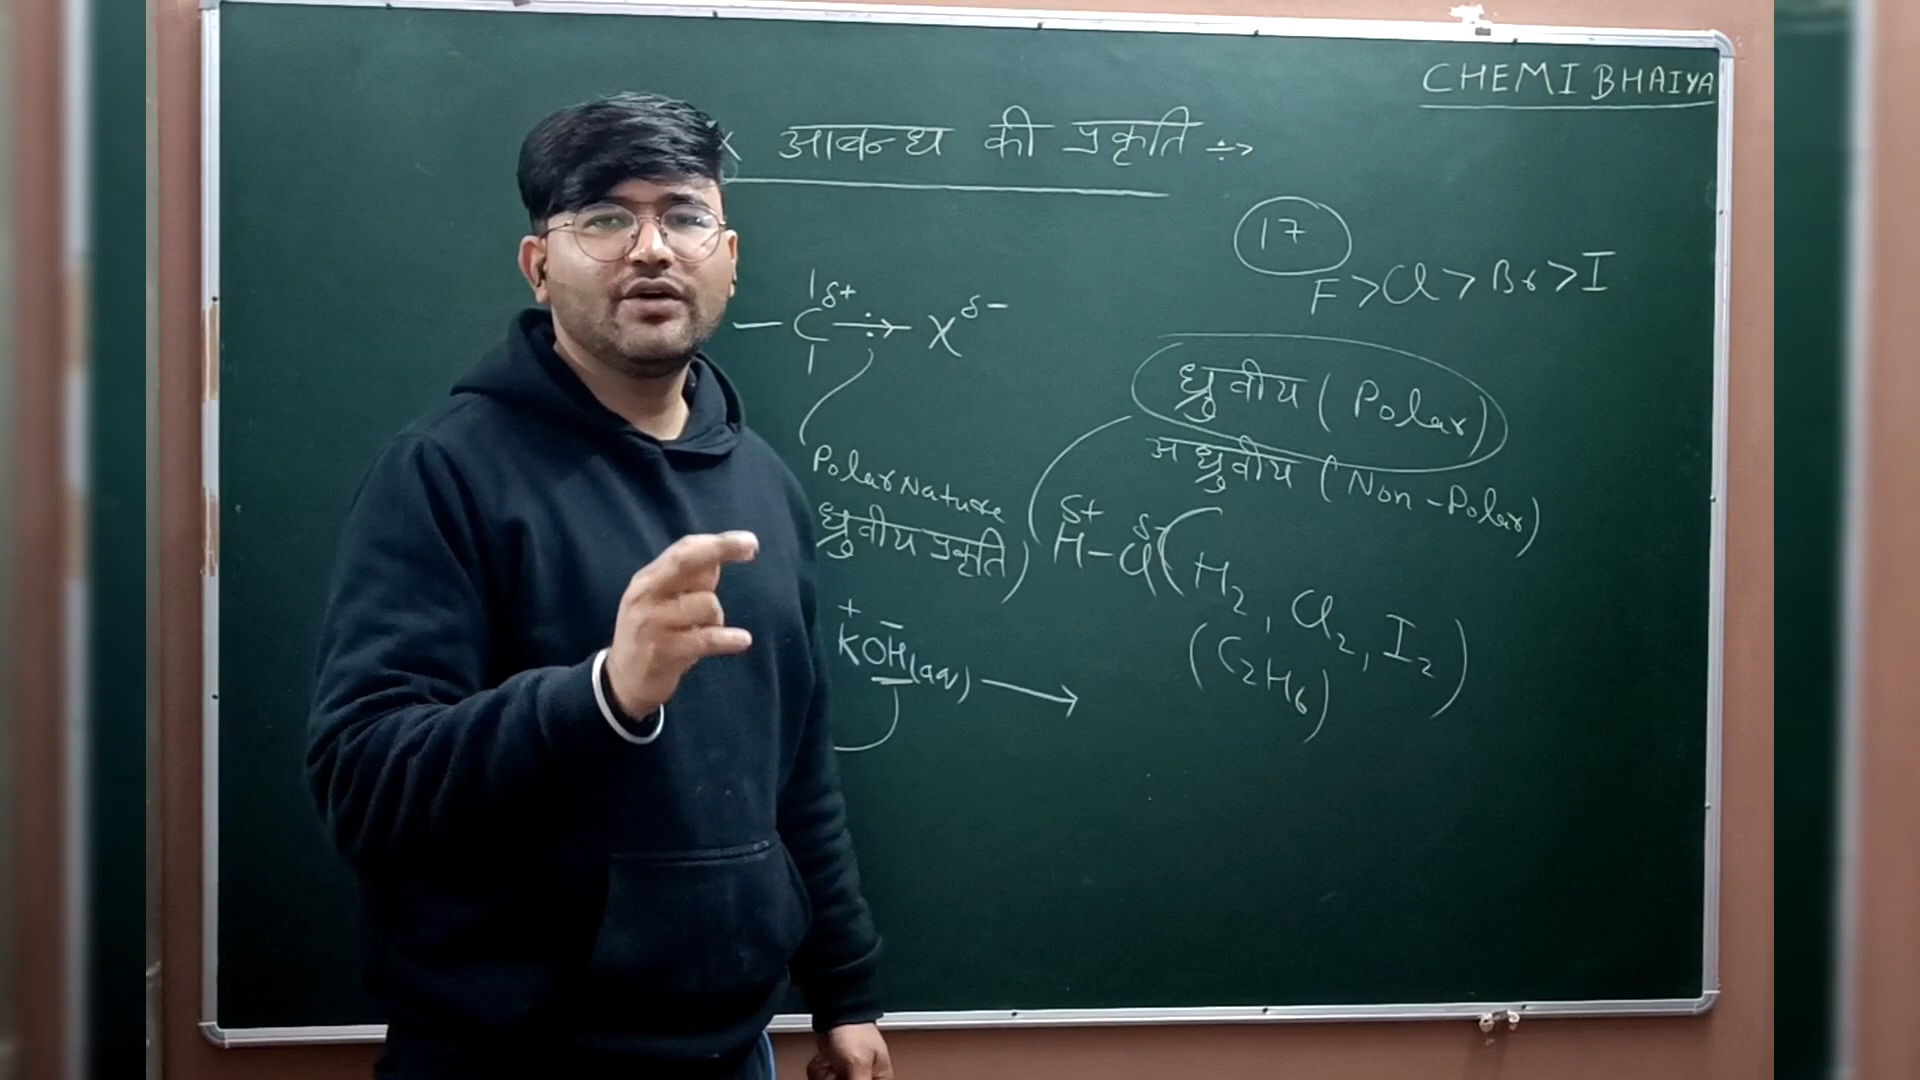 CHEMI BHAIYA
X आबन्ध की प्रकृति ÷>
17
F > Cl > Br > I
— C δ+ → X δ-
ध्रुवीय ( Polar )
अध्रुवीय ( Non-Polar )
Polar Nature
ध्रुवीय प्रकृति )
δ+ δ-
H - Cl ( H2, Cl2, I2 )
( C2H6 )
+ -
KOH(aq) →